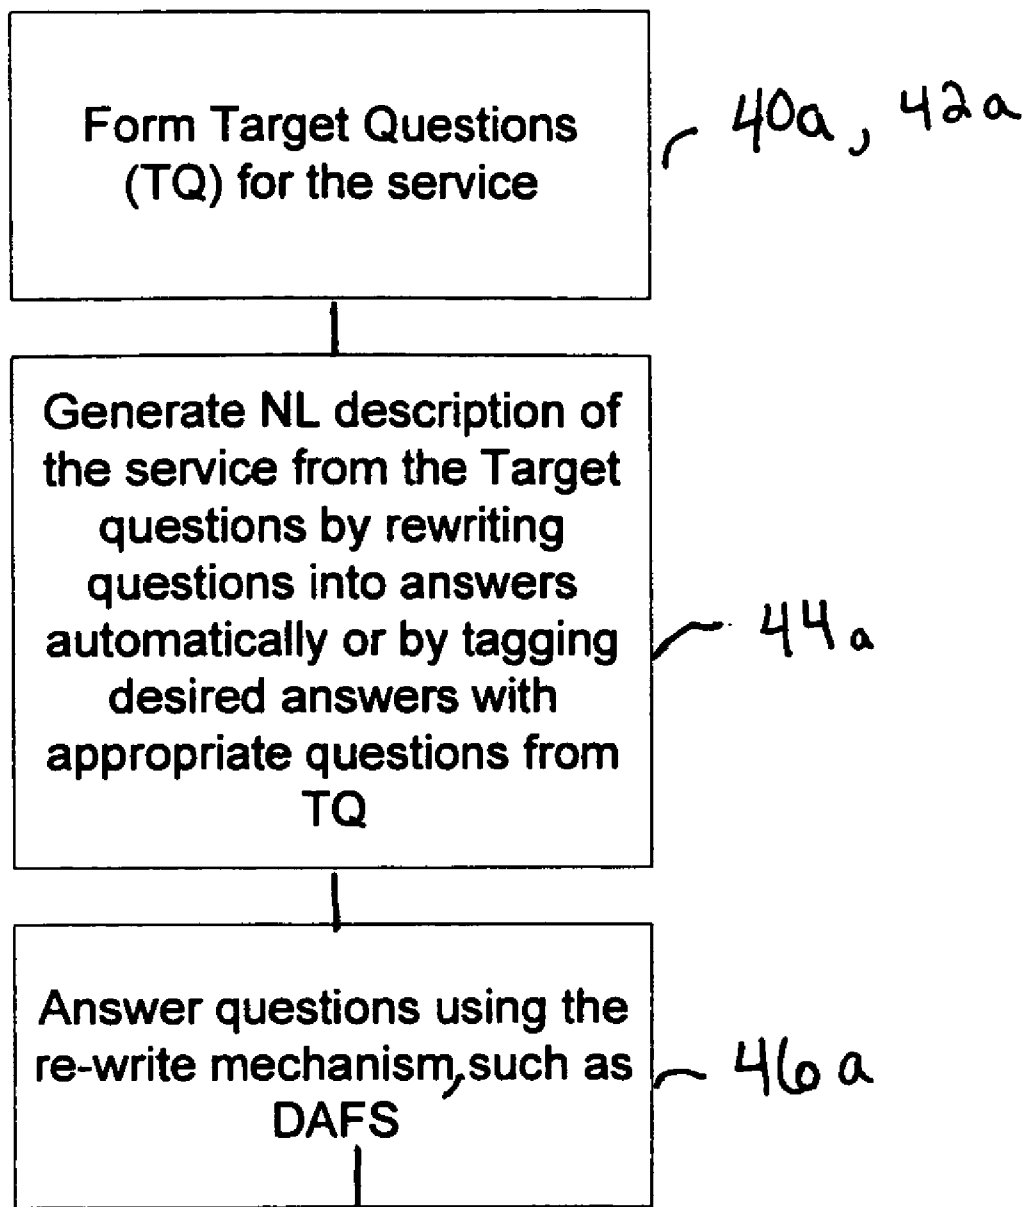 Form Target Questions
(TQ) for the service
40a, 42a
Generate NL description of
the service from the Target
questions by rewriting
questions into answers
automatically or by tagging
desired answers with
appropriate questions from
TQ
44a
Answer questions using the
re-write mechanism, such as
DAFS
46a